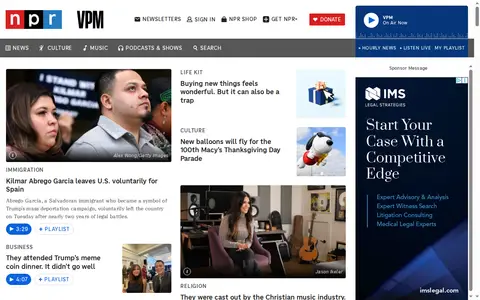 npr
VPM
NEWSLETTERS
SIGN IN
NPR SHOP
GET NPR+
DONATE
VPM
On Air Now
NEWS
CULTURE
MUSIC
PODCASTS & SHOWS
SEARCH
HOURLY NEWS
LISTEN LIVE
MY PLAYLIST
Sponsor Message
STAND BY
Alex Wong/Getty Images
IMMIGRATION
Kilmar Abrego Garcia leaves U.S. voluntarily for
Spain
Abrego Garcia, a Salvadoran immigrant who became a symbol of
Trump's mass deportation campaign, voluntarily left the country
on Tuesday after nearly two years of legal battles.
3:29
+ PLAYLIST
BUSINESS
They attended Trump's meme
coin dinner. It didn't go well
4:07
+ PLAYLIST
LIFE KIT
Buying new things feels
wonderful. But it can also be a
trap
CULTURE
New balloons will fly for the
100th Macy's Thanksgiving Day
Parade
RELIGION
They were cast out by the Christian music industry.
IMS
LEGAL STRATEGIES
Start Your
Case With a
Competitive
Edge
Expert Advisory & Analysis
Expert Witness Search
Litigation Consulting
Medical Legal Experts
imslegal.com